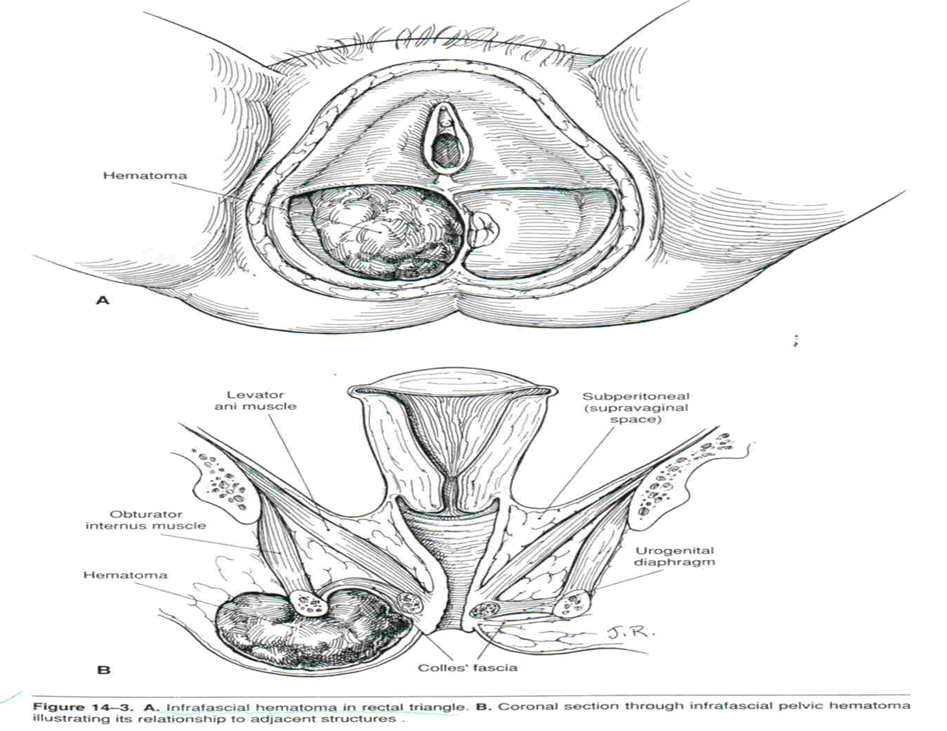 Hematoma
A
Levator
ani muscle
Subperitoneal
(supravaginal
space)
Obturator
internus muscle
Urogenital
diaphragm
Hematoma
J.R.
B
Colles' fascia
Figure 14–3. A. Infrafascial hematoma in rectal triangle. B. Coronal section through infrafascial pelvic hematoma
illustrating its relationship to adjacent structures .